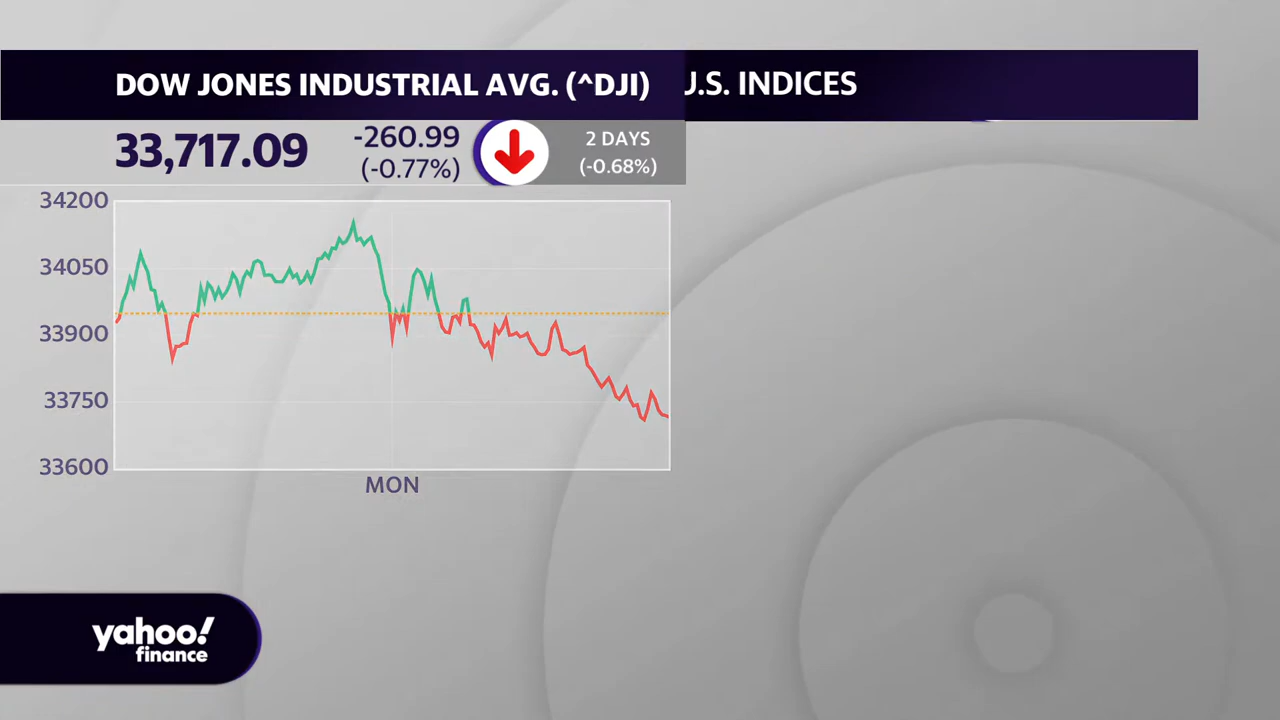 DOW JONES INDUSTRIAL AVG. (^DJI)
U.S. INDICES
33,717.09
-260.99
(-0.77%)
2 DAYS
(-0.68%)
34200
34050
33900
33750
33600
MON
yahoo!
finance